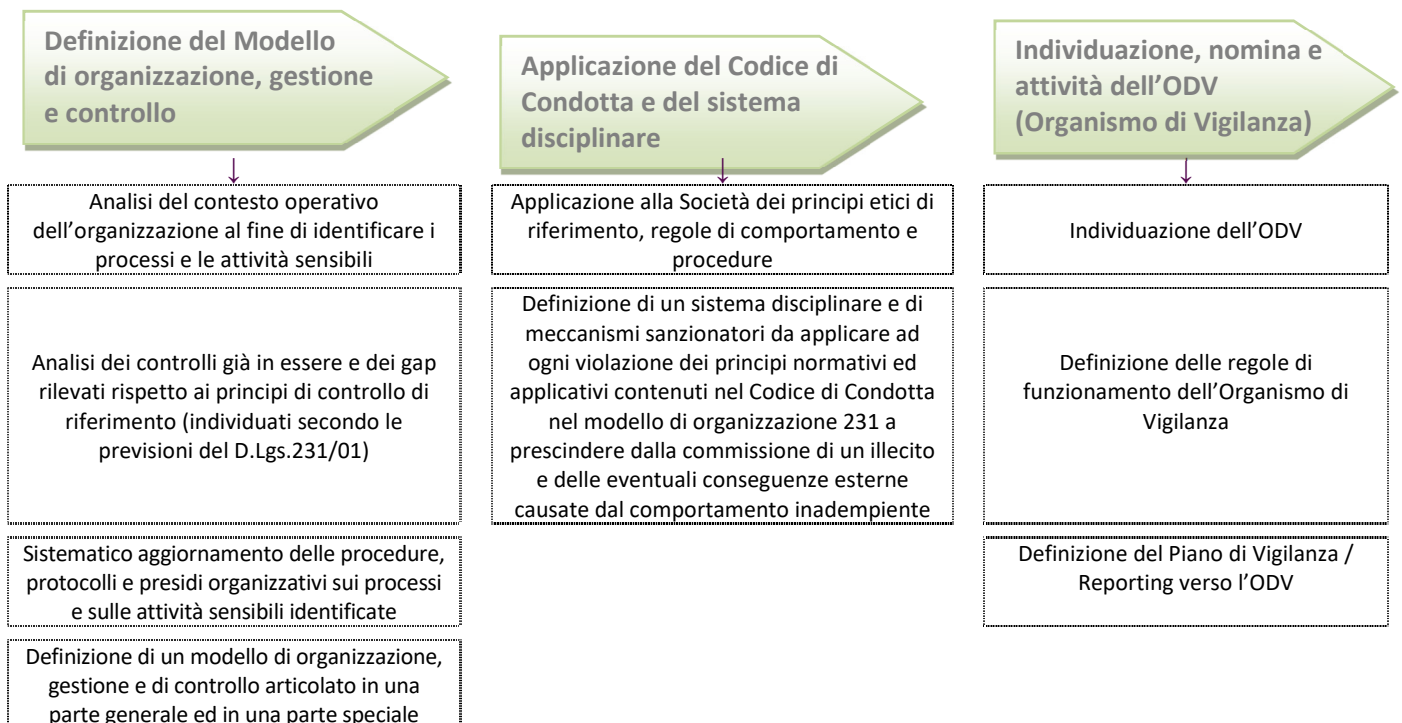 Definizione del Modello
di organizzazione, gestione
e controllo
Analisi del contesto operativo
dell'organizzazione al fine di identificare i
processi e le attività sensibili
Analisi dei controlli già in essere e dei gap
rilevati rispetto ai principi di controllo di
riferimento (individuati secondo le
previsioni del D.Lgs.231/01)
Sistematico aggiornamento delle procedure,
protocolli e presidi organizzativi sui processi
e sulle attività sensibili identificate
Definizione di un modello di organizzazione,
gestione e di controllo articolato in una
parte generale ed in una parte speciale
Applicazione del Codice di
Condotta e del sistema
disciplinare
Applicazione alla Società dei principi etici di
riferimento, regole di comportamento e
procedure
Definizione di un sistema disciplinare e di
meccanismi sanzionatori da applicare ad
ogni violazione dei principi normativi ed
applicativi contenuti nel Codice di Condotta
nel modello di organizzazione 231 a
prescindere dalla commissione di un illecito
e delle eventuali conseguenze esterne
causate dal comportamento inadempiente
Individuazione, nomina e
attività dell'ODV
(Organismo di Vigilanza)
Individuazione dell'ODV
Definizione delle regole di
funzionamento dell'Organismo di
Vigilanza
Definizione del Piano di Vigilanza /
Reporting verso l'ODV